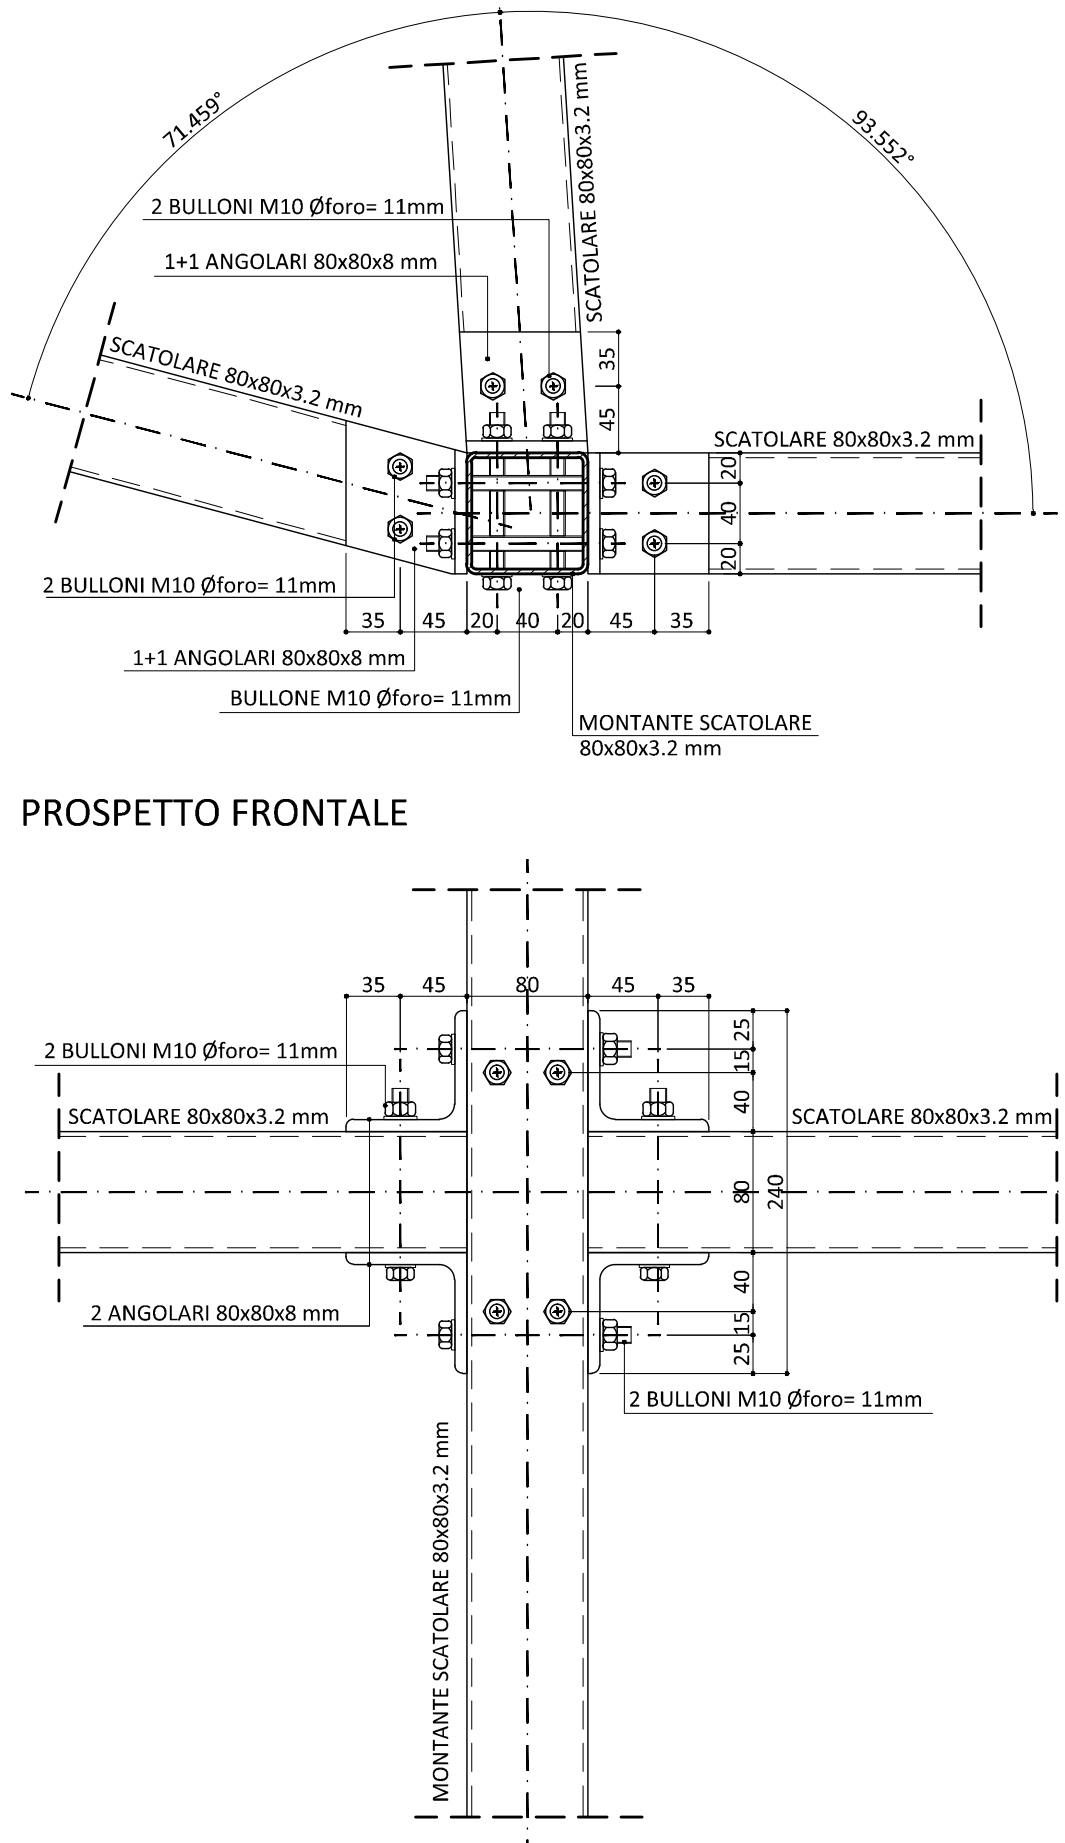 71.459°
93.552°
SCATOLARE 80x80x3.2 mm
2 BULLONI M10 Øforo= 11mm
1+1 ANGOLARI 80x80x8 mm
SCATOLARE 80x80x3.2 mm
35
45
SCATOLARE 80x80x3.2 mm
20
40
20
2 BULLONI M10 Øforo= 11mm
35 45 20 40 20 45 35
1+1 ANGOLARI 80x80x8 mm
BULLONE M10 Øforo= 11mm
MONTANTE SCATOLARE
80x80x3.2 mm
PROSPETTO FRONTALE
35 45 80 45 35
25
15
40
80
40
15
25
240
2 BULLONI M10 Øforo= 11mm
SCATOLARE 80x80x3.2 mm
SCATOLARE 80x80x3.2 mm
2 ANGOLARI 80x80x8 mm
2 BULLONI M10 Øforo= 11mm
MONTANTE SCATOLARE 80x80x3.2 mm